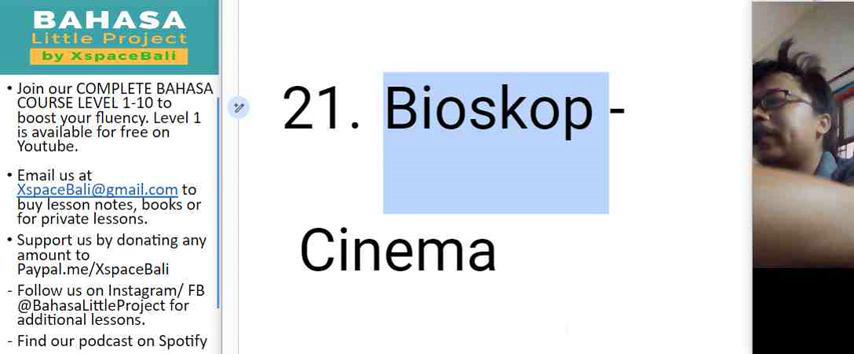 BAHASA
Little Project
by XspaceBali
• Join our COMPLETE BAHASA
COURSE LEVEL 1-10 to
boost your fluency. Level 1
is available for free on
Youtube.
• Email us at
XspaceBali@gmail.com to
buy lesson notes, books or
for private lessons.
• Support us by donating any
amount to
Paypal.me/XspaceBali
- Follow us on Instagram/ FB
@BahasaLittleProject for
additional lessons.
- Find our podcast on Spotify
21. Bioskop -
Cinema